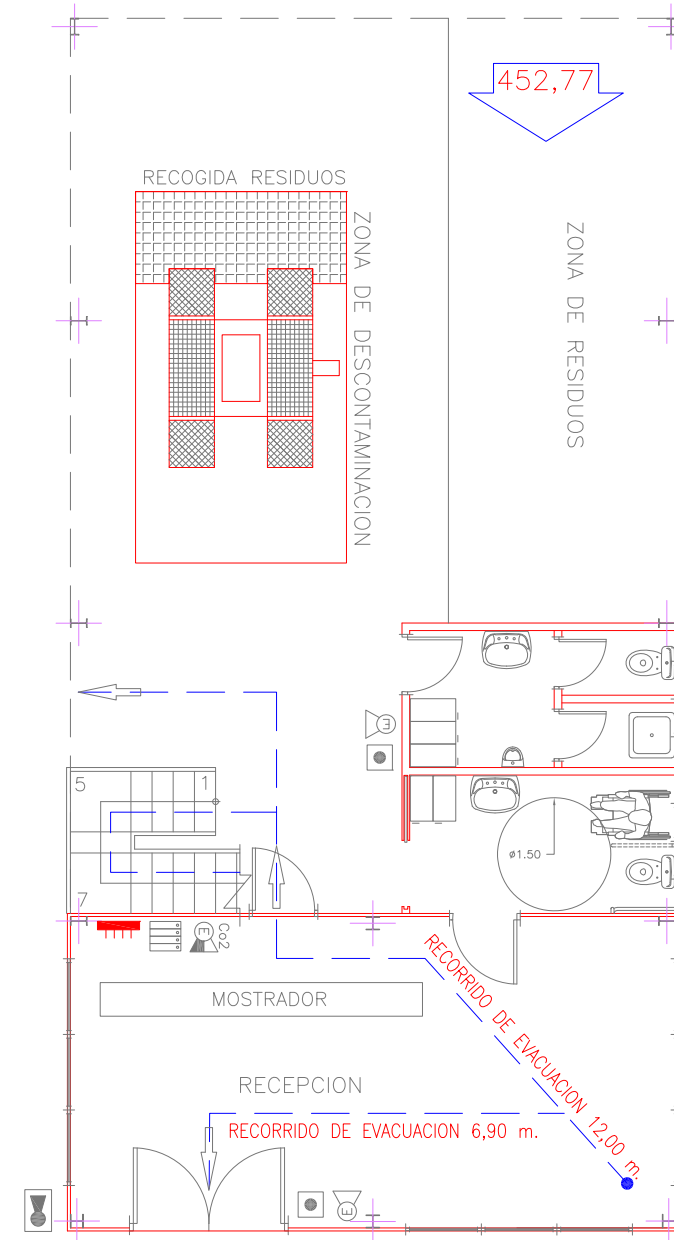 452,77
RECOGIDA RESIDUOS
ZONA DE DESCONTAMINACION
ZONA DE RESIDUOS
E
5
1
7
ø1.50
E
Co2
MOSTRADOR
RECORRIDO DE EVACUACION 12,00 m.
RECEPCION
RECORRIDO DE EVACUACION 6,90 m.
E